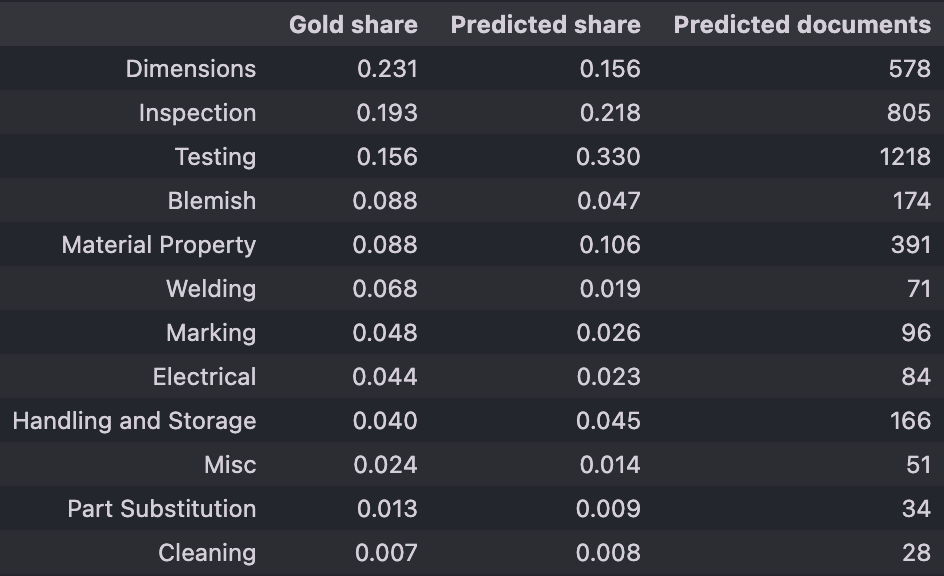 Gold share Predicted share Predicted documents
Dimensions 0.231 0.156 578
Inspection 0.193 0.218 805
Testing 0.156 0.330 1218
Blemish 0.088 0.047 174
Material Property 0.088 0.106 391
Welding 0.068 0.019 71
Marking 0.048 0.026 96
Electrical 0.044 0.023 84
Handling and Storage 0.040 0.045 166
Misc 0.024 0.014 51
Part Substitution 0.013 0.009 34
Cleaning 0.007 0.008 28